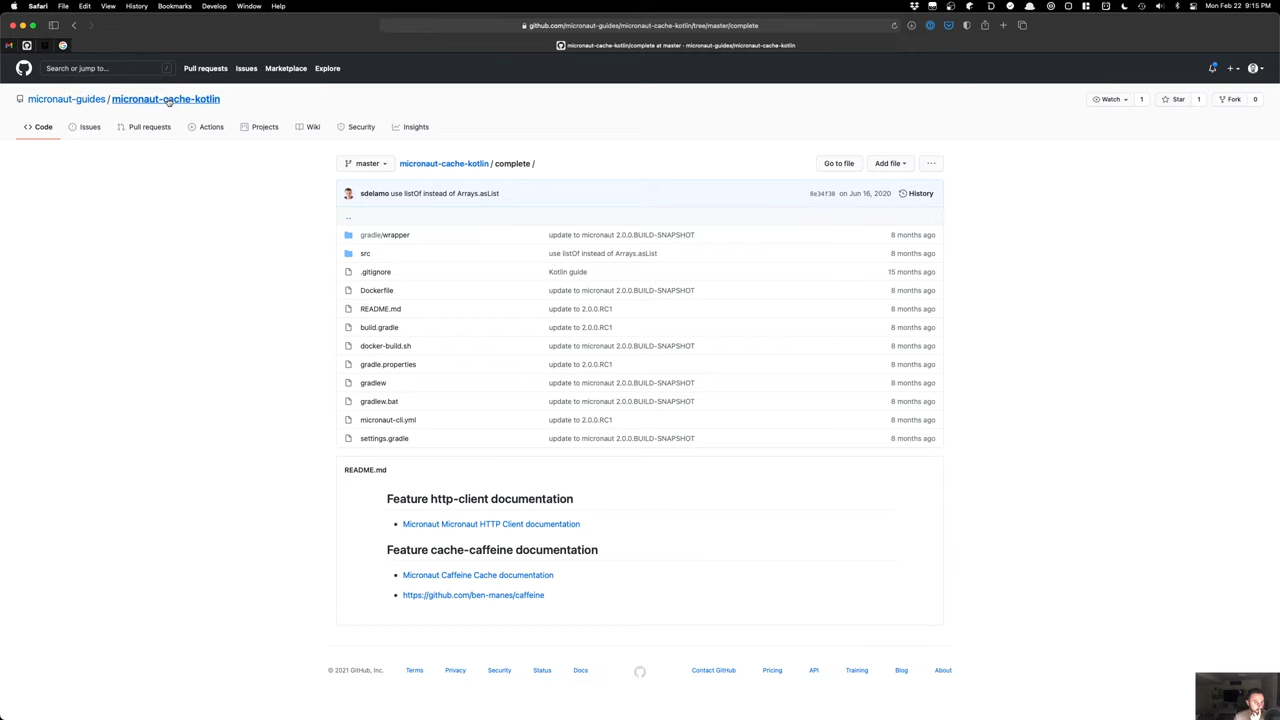 Safari File Edit View History Bookmarks Develop Window Help Mon Feb 22 9:15 PM
github.com/micronaut-guides/micronaut-cache-kotlin/tree/master/complete
micronaut-cache-kotlin/complete at master · micronaut-guides/micronaut-cache-kotlin
Search or jump to... / Pull requests Issues Marketplace Explore
micronaut-guides / micronaut-cache-kotlin Watch 1 Star 1 Fork 0
Code Issues Pull requests Actions Projects Wiki Security Insights
master micronaut-cache-kotlin / complete / Go to file Add file ...
sdelamo use listOf instead of Arrays.asList 8e34f38 on Jun 16, 2020 History
..
gradle/wrapper update to micronaut 2.0.0.BUILD-SNAPSHOT 8 months ago
src use listOf instead of Arrays.asList 8 months ago
.gitignore Kotlin guide 15 months ago
Dockerfile update to micronaut 2.0.0.BUILD-SNAPSHOT 8 months ago
README.md update to 2.0.0.RC1 8 months ago
build.gradle update to 2.0.0.RC1 8 months ago
docker-build.sh update to micronaut 2.0.0.BUILD-SNAPSHOT 8 months ago
gradle.properties update to 2.0.0.RC1 8 months ago
gradlew update to micronaut 2.0.0.BUILD-SNAPSHOT 8 months ago
gradlew.bat update to micronaut 2.0.0.BUILD-SNAPSHOT 8 months ago
micronaut-cli.yml update to 2.0.0.RC1 8 months ago
settings.gradle update to micronaut 2.0.0.BUILD-SNAPSHOT 8 months ago
README.md
Feature http-client documentation
• Micronaut Micronaut HTTP Client documentation
Feature cache-caffeine documentation
• Micronaut Caffeine Cache documentation
• https://github.com/ben-manes/caffeine
© 2021 GitHub, Inc. Terms Privacy Security Status Docs Contact GitHub Pricing API Training Blog About